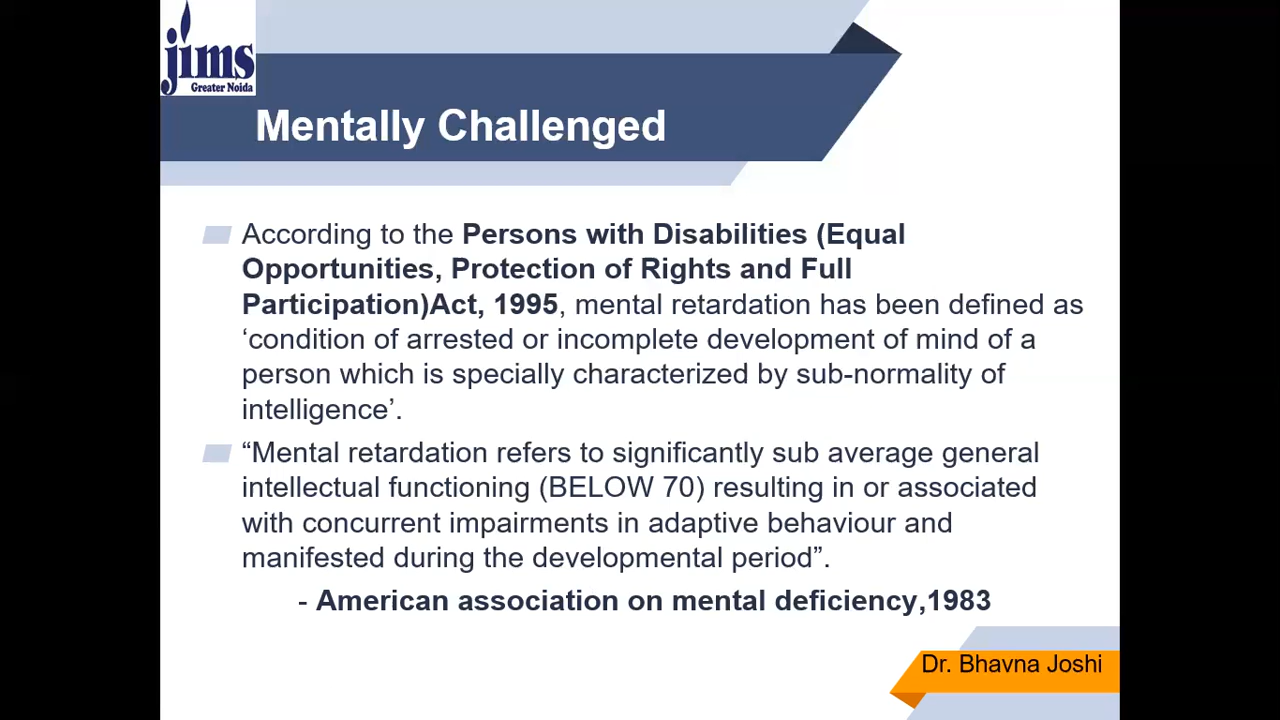 jims
Greater Noida
Mentally Challenged
According to the Persons with Disabilities (Equal
Opportunities, Protection of Rights and Full
Participation)Act, 1995, mental retardation has been defined as
‘condition of arrested or incomplete development of mind of a
person which is specially characterized by sub-normality of
intelligence’.
“Mental retardation refers to significantly sub average general
intellectual functioning (BELOW 70) resulting in or associated
with concurrent impairments in adaptive behaviour and
manifested during the developmental period”.
- American association on mental deficiency,1983
Dr. Bhavna Joshi